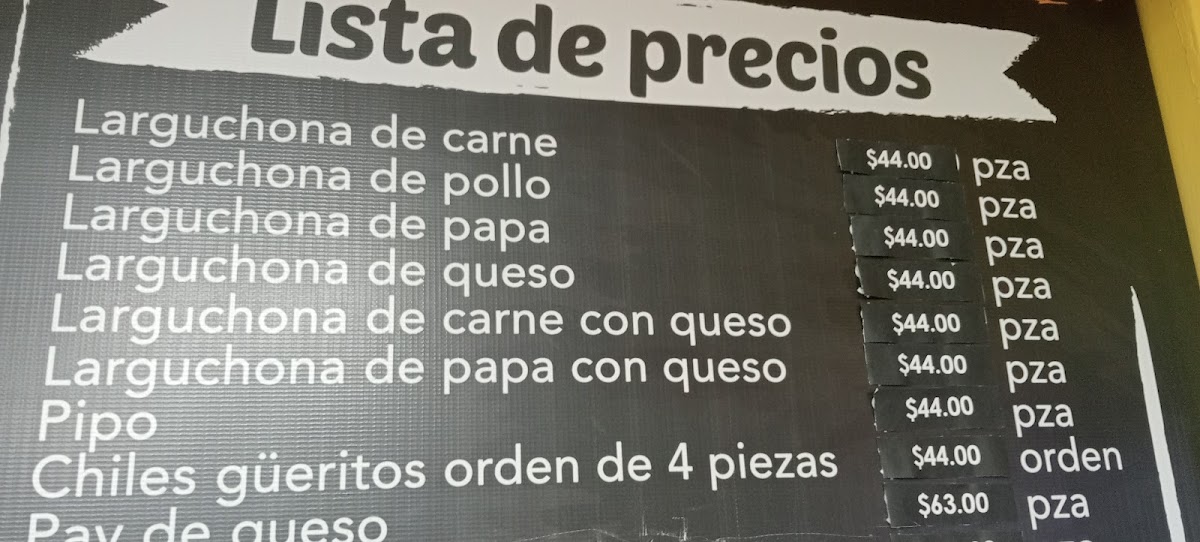 Lista de precios
Larguchona de carne $44.00 pza
Larguchona de pollo $44.00 pza
Larguchona de papa $44.00 pza
Larguchona de queso $44.00 pza
Larguchona de carne con queso $44.00 pza
Larguchona de papa con queso $44.00 pza
Pipo $44.00 pza
Chiles güeritos orden de 4 piezas $44.00 orden
Pay de queso $63.00 pza